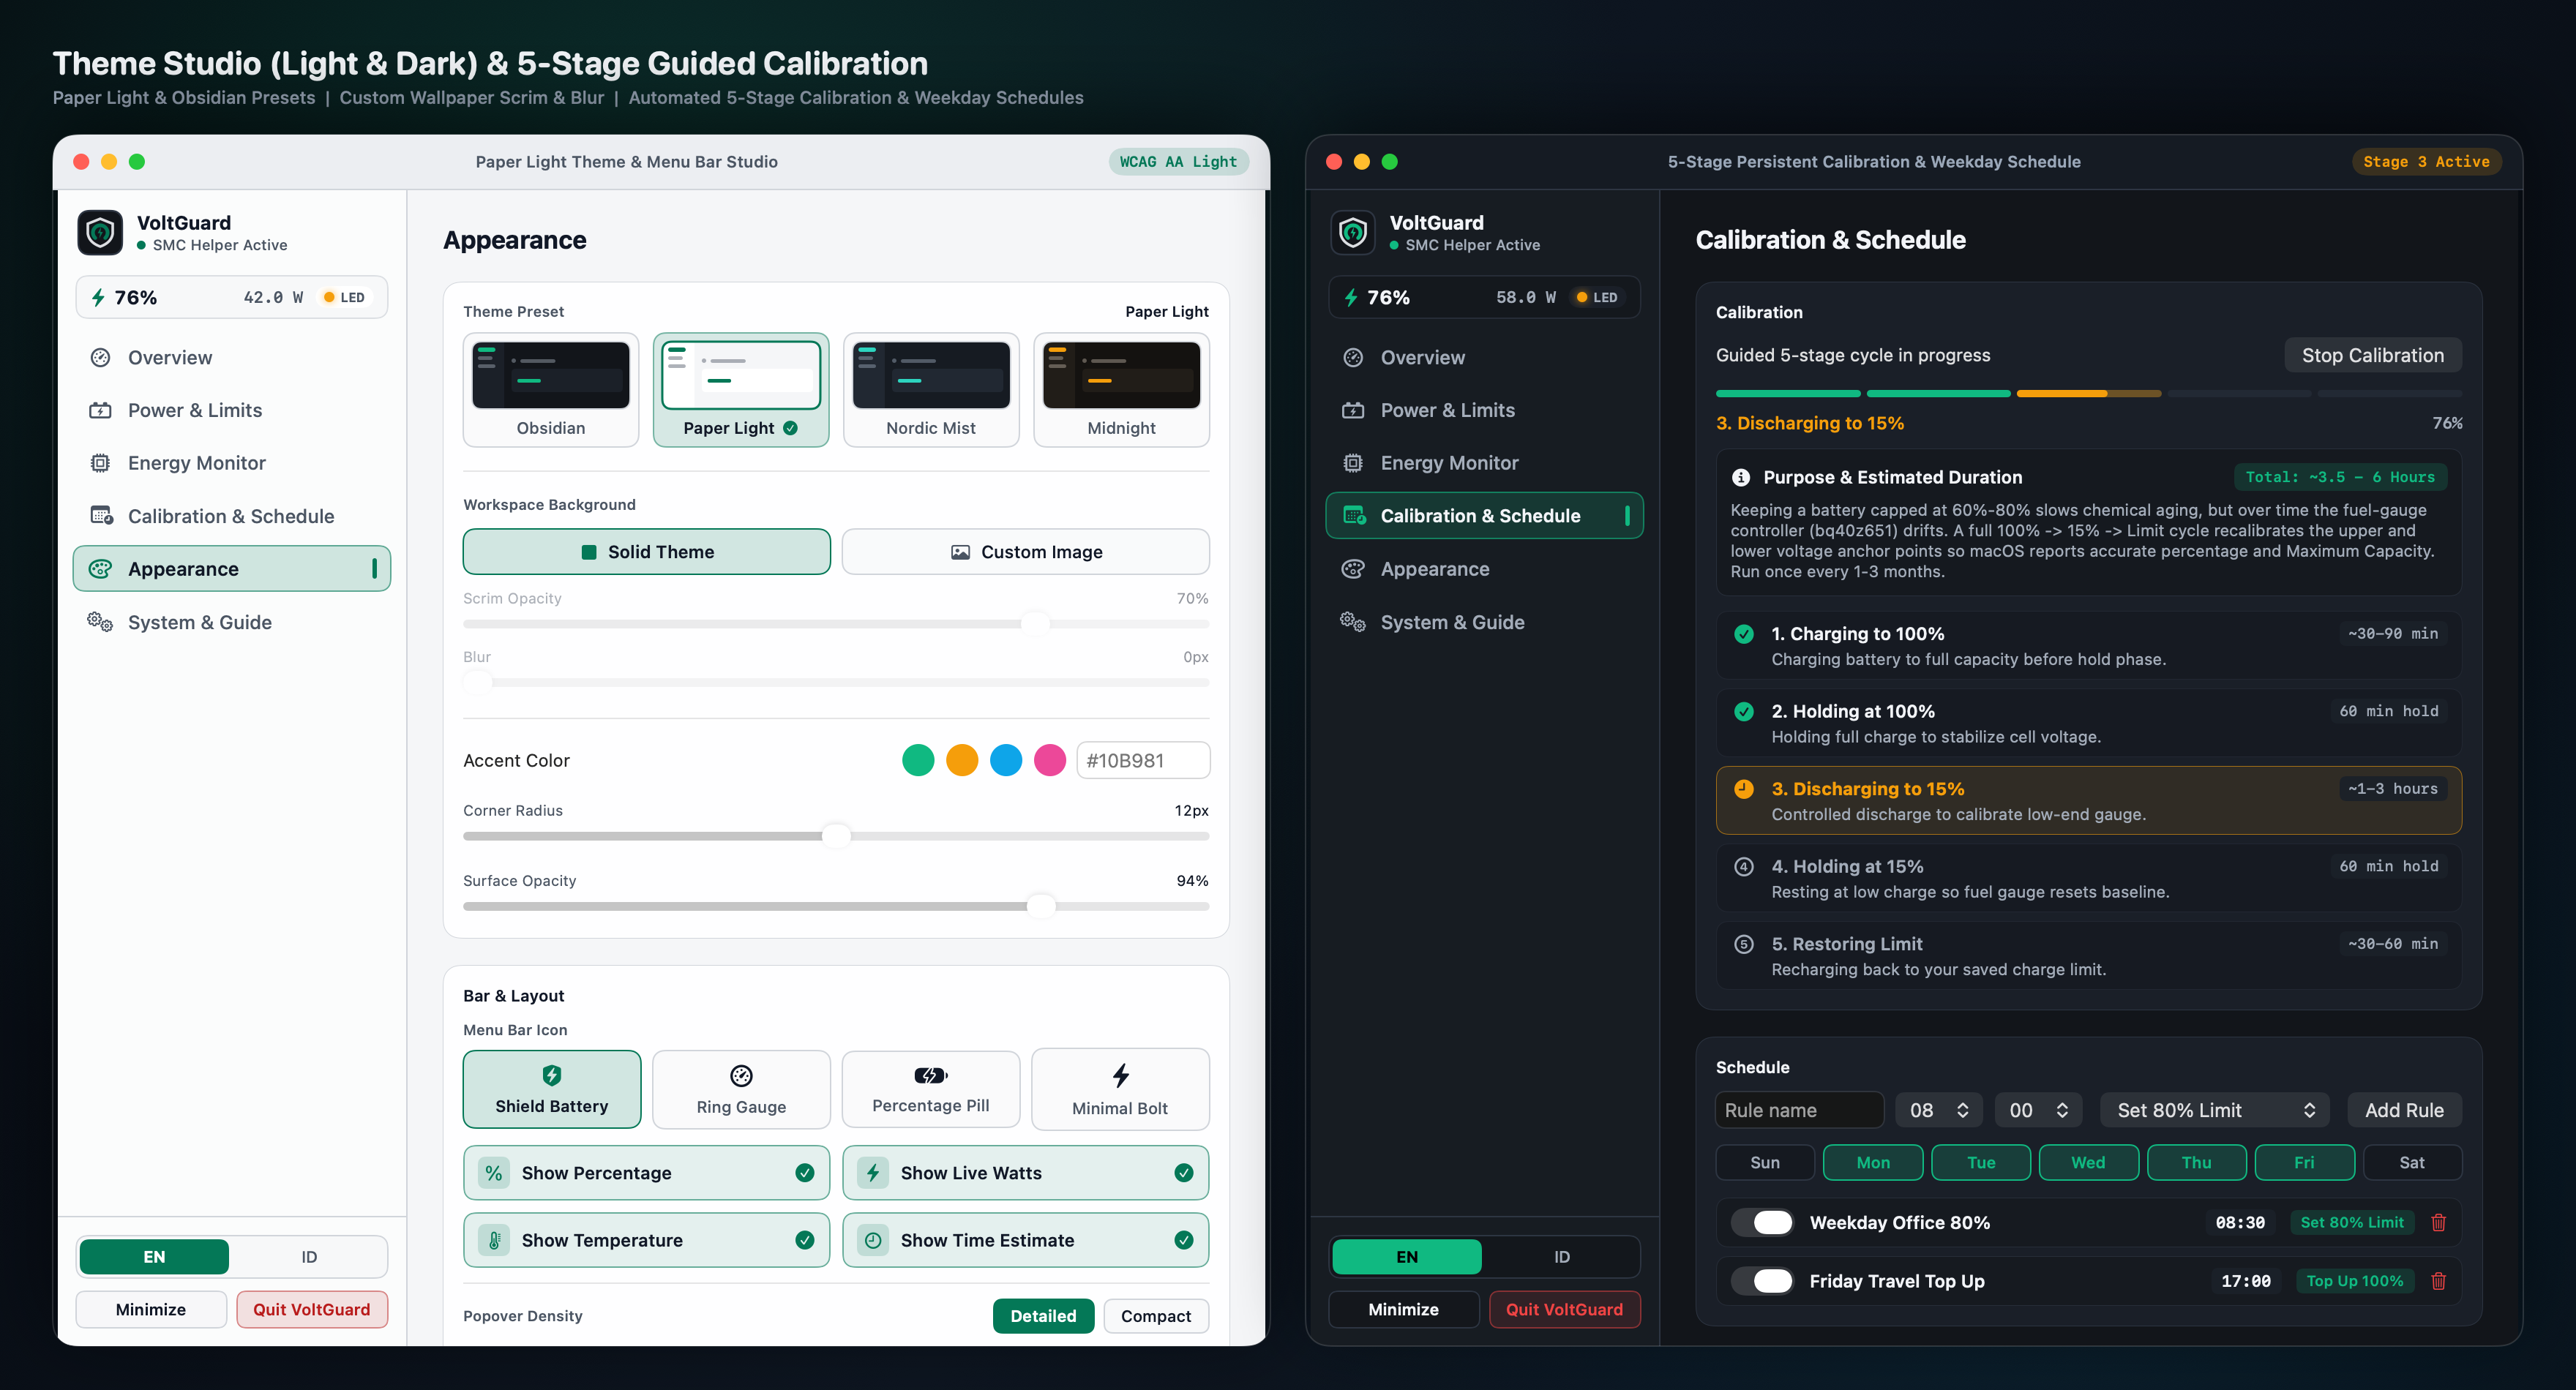 Theme Studio (Light & Dark) & 5-Stage Guided Calibration
Paper Light & Obsidian Presets | Custom Wallpaper Scrim & Blur | Automated 5-Stage Calibration & Weekday Schedules
Paper Light Theme & Menu Bar Studio
WCAG AA Light
VoltGuard
SMC Helper Active
76%
42.0 W
LED
Overview
Power & Limits
Energy Monitor
Calibration & Schedule
Appearance
System & Guide
EN
ID
Minimize
Quit VoltGuard
Appearance
Theme Preset
Paper Light
Obsidian
Paper Light
Nordic Mist
Midnight
Workspace Background
Solid Theme
Custom Image
Scrim Opacity
70%
Blur
0px
Accent Color
#10B981
Corner Radius
12px
Surface Opacity
94%
Bar & Layout
Menu Bar Icon
Shield Battery
Ring Gauge
Percentage Pill
Minimal Bolt
% Show Percentage
Show Live Watts
Show Temperature
Show Time Estimate
Popover Density
Detailed
Compact
5-Stage Persistent Calibration & Weekday Schedule
Stage 3 Active
VoltGuard
SMC Helper Active
76%
58.0 W
LED
Overview
Power & Limits
Energy Monitor
Calibration & Schedule
Appearance
System & Guide
EN
ID
Minimize
Quit VoltGuard
Calibration & Schedule
Calibration
Guided 5-stage cycle in progress
Stop Calibration
3. Discharging to 15%
76%
Purpose & Estimated Duration
Total: ~3.5 – 6 Hours
Keeping a battery capped at 60%-80% slows chemical aging, but over time the fuel-gauge
controller (bq40z651) drifts. A full 100% -> 15% -> Limit cycle recalibrates the upper and
lower voltage anchor points so macOS reports accurate percentage and Maximum Capacity.
Run once every 1-3 months.
1. Charging to 100%
~30–90 min
Charging battery to full capacity before hold phase.
2. Holding at 100%
60 min hold
Holding full charge to stabilize cell voltage.
3. Discharging to 15%
~1–3 hours
Controlled discharge to calibrate low-end gauge.
4
4. Holding at 15%
60 min hold
Resting at low charge so fuel gauge resets baseline.
5
5. Restoring Limit
~30–60 min
Recharging back to your saved charge limit.
Schedule
Rule name
08
00
Set 80% Limit
Add Rule
Sun
Mon
Tue
Wed
Thu
Fri
Sat
Weekday Office 80%
08:30
Set 80% Limit
Friday Travel Top Up
17:00
Top Up 100%